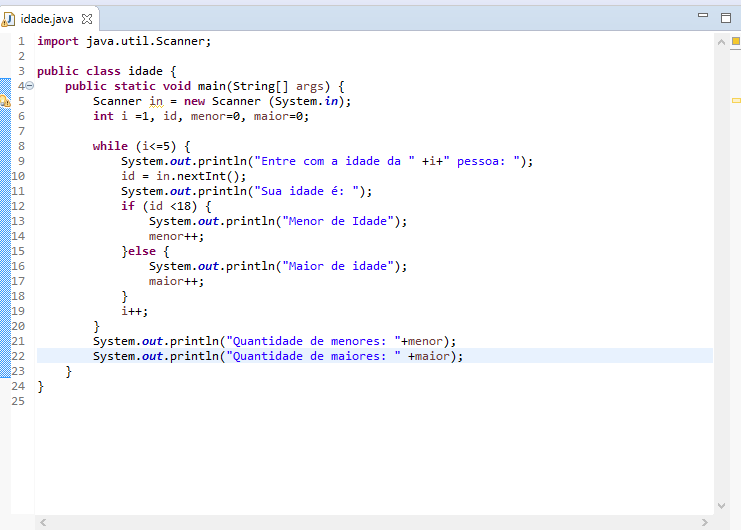 idade.java
1 import java.util.Scanner;
2
3 public class idade {
4     public static void main(String[] args) {
5         Scanner in = new Scanner (System.in);
6         int i =1, id, menor=0, maior=0;
7
8         while (i<=5) {
9             System.out.println("Entre com a idade da " +i+" pessoa: ");
10             id = in.nextInt();
11             System.out.println("Sua idade é: ");
12             if (id <18) {
13                 System.out.println("Menor de Idade");
14                 menor++;
15             }else {
16                 System.out.println("Maior de idade");
17                 maior++;
18             }
19             i++;
20         }
21         System.out.println("Quantidade de menores: "+menor);
22         System.out.println("Quantidade de maiores: " +maior);
23     }
24 }
25